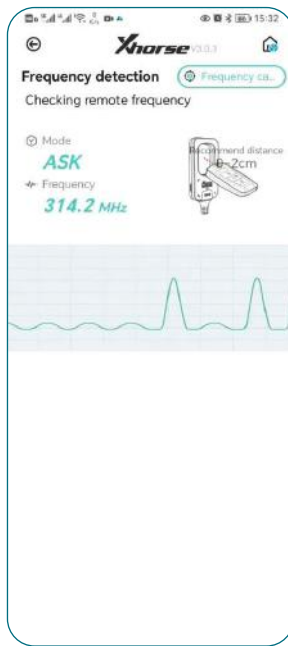 15:32
Xhorse V3.0.3
Frequency detection
Frequency ca...
Checking remote frequency
Mode
ASK
Recommend distance
0~2cm
Frequency
314.2 MHz